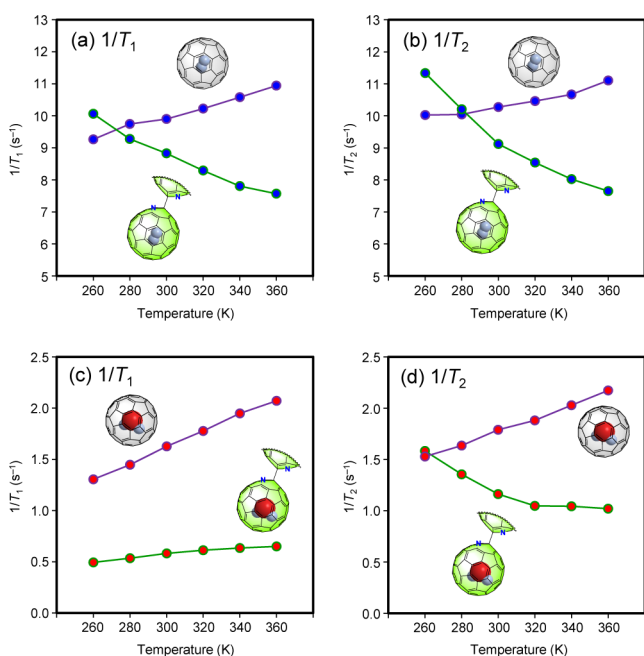 (a) 1/T₁
13
12
11
10
9
8
7
6
5
1/T₁ (s⁻¹)
N
N
260 280 300 320 340 360
Temperature (K)
(b) 1/T₂
13
12
11
10
9
8
7
6
5
1/T₂ (s⁻¹)
N
N
260 280 300 320 340 360
Temperature (K)
(c) 1/T₁
2.5
2.0
1.5
1.0
0.5
0.0
1/T₁ (s⁻¹)
N
N
260 280 300 320 340 360
Temperature (K)
(d) 1/T₂
2.5
2.0
1.5
1.0
0.5
0.0
1/T₂ (s⁻¹)
N
N
260 280 300 320 340 360
Temperature (K)